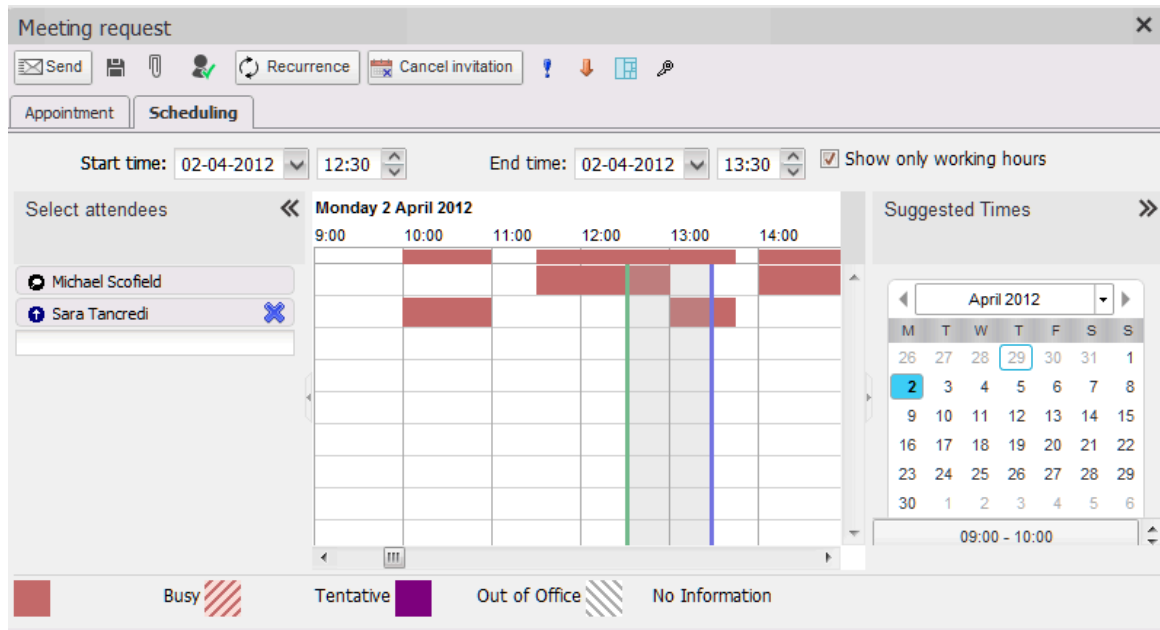 Meeting request
Send Recurrence Cancel invitation
Appointment Scheduling
Start time: 02-04-2012 12:30 End time: 02-04-2012 13:30 Show only working hours
Select attendees
Monday 2 April 2012
9:00 10:00 11:00 12:00 13:00 14:00
Michael Scofield
Sara Tancredi
Suggested Times
April 2012
M T W T F S S
26 27 28 29 30 31 1
2 3 4 5 6 7 8
9 10 11 12 13 14 15
16 17 18 19 20 21 22
23 24 25 26 27 28 29
30 1 2 3 4 5 6
09:00 - 10:00
Busy Tentative Out of Office No Information